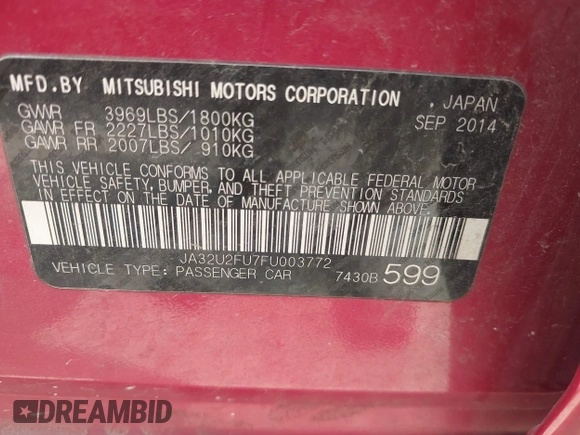 MFD.BY MITSUBISHI MOTORS CORPORATION . JAPAN
GVWR 3969LBS/1800KG SEP 2014
GAWR FR 2227LBS/1010KG
GAWR RR 2007LBS/ 910KG
THIS VEHICLE CONFORMS TO ALL APPLICABLE FEDERAL MOTOR
VEHICLE SAFETY, BUMPER, AND THEFT PREVENTION STANDARDS
IN EFFECT ON THE DATE OF MANUFACTURE SHOWN ABOVE.
JA32U2FU7FU003772
VEHICLE TYPE: PASSENGER CAR 7430B 599
DREAMBID